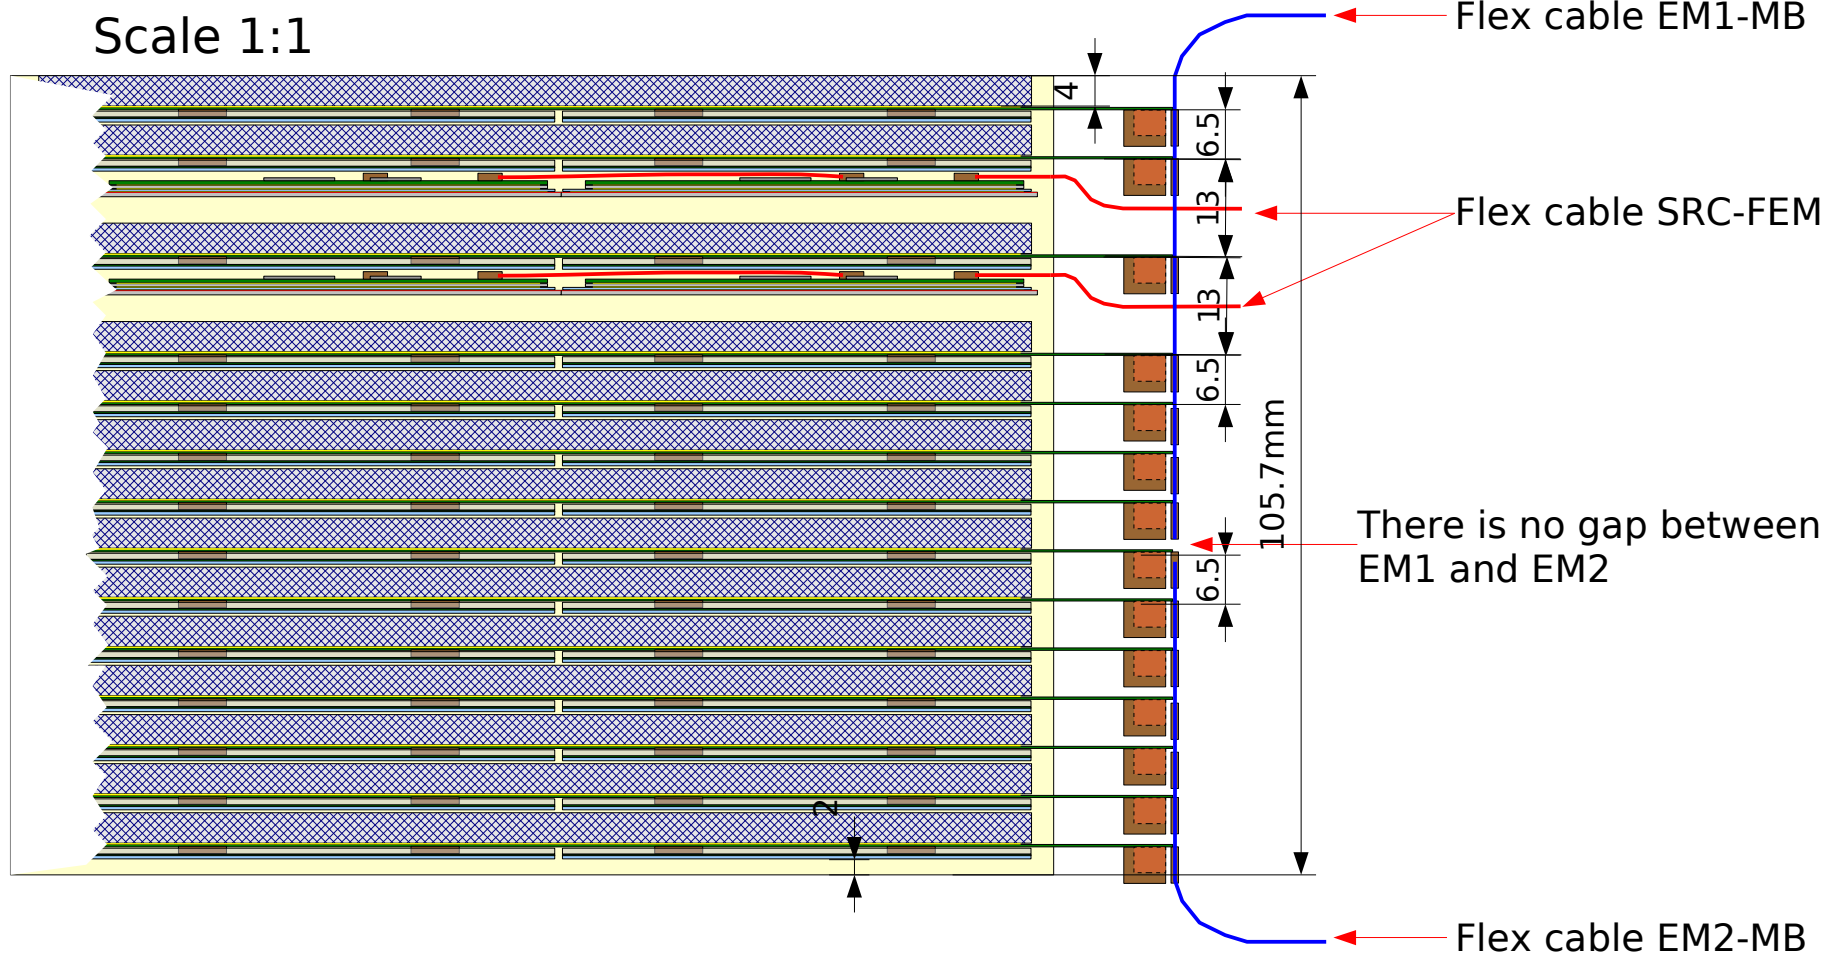 Flex cable EM1-MB
Scale 1:1
4
6.5
13
Flex cable SRC-FEM
13
6.5
105.7mm
There is no gap between
EM1 and EM2
6.5
2
Flex cable EM2-MB